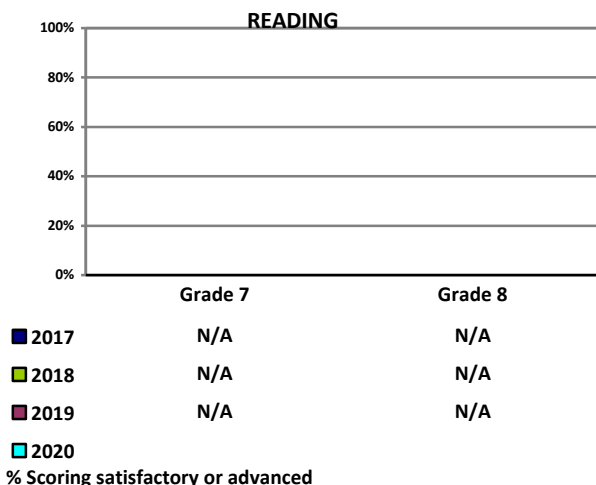 READING
100%
80%
60%
40%
20%
0%
Grade 7 Grade 8
2017 N/A N/A
2018 N/A N/A
2019 N/A N/A
2020
% Scoring satisfactory or advanced